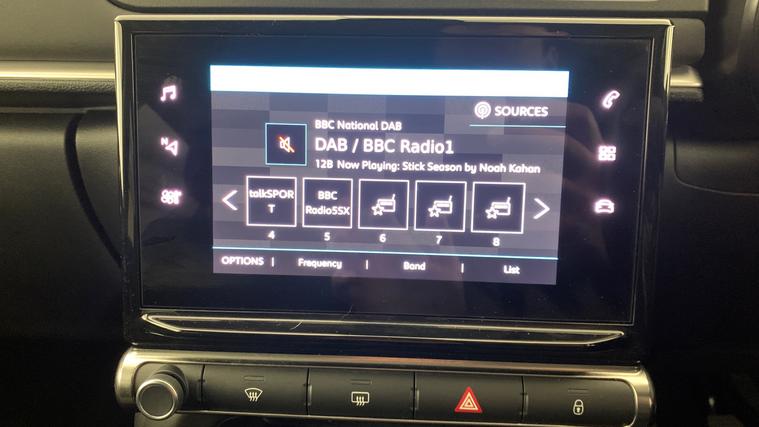 SOURCES
BBC National DAB
DAB / BBC Radio1
12B Now Playing: Stick Season by Noah Kahan
N
talkSPOR
T
BBC
Radio5SX
4 5 6 7 8
OPTIONS | Frequency | Band | List